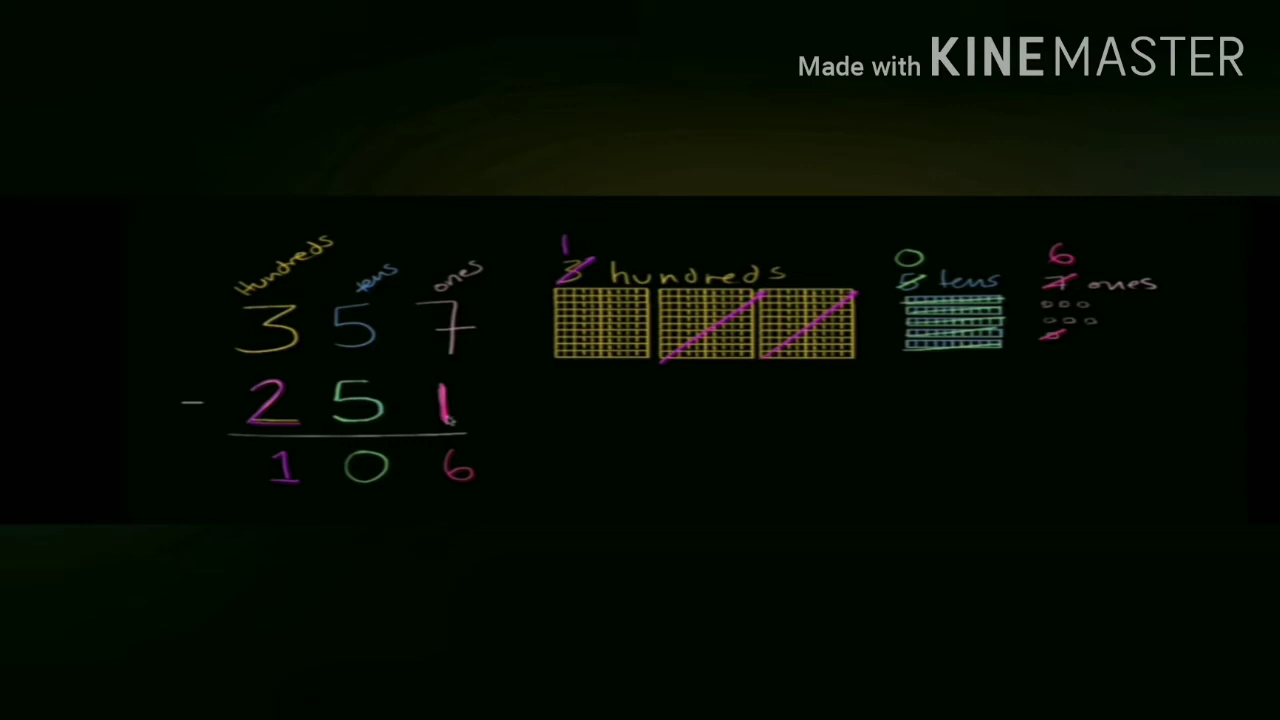 Made with KINEMASTER
Hundreds tens ones
3 5 7
- 2 5 1
1 0 6
1
3 hundreds
0
5 tens
6
7 ones